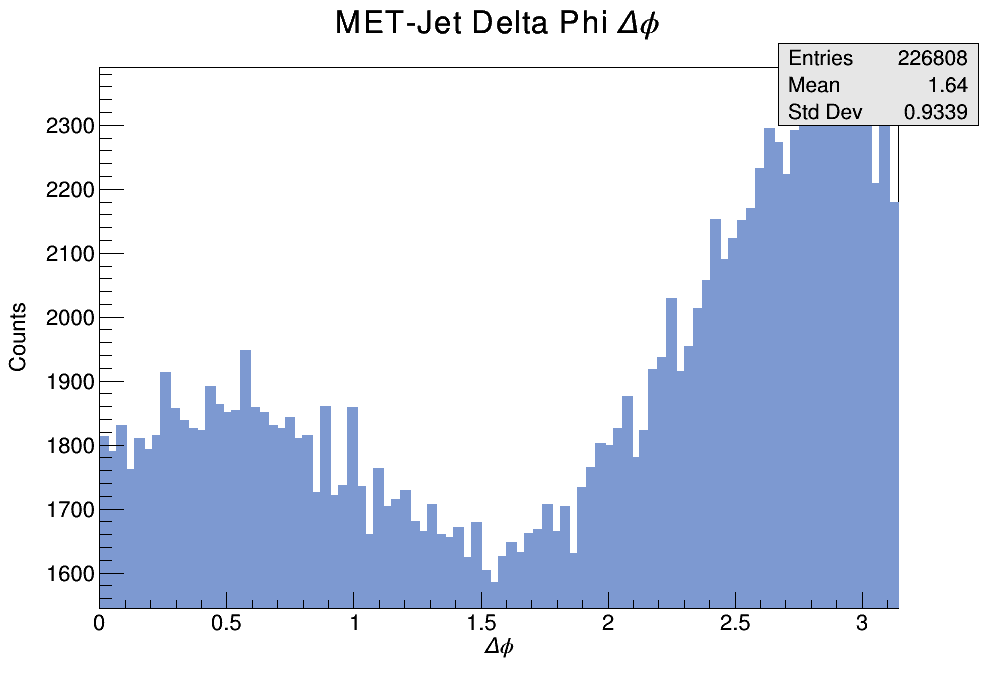 MET-Jet Delta Phi Δϕ
Entries 226808
Mean 1.64
Std Dev 0.9339
2300
2200
2100
2000
1900
1800
1700
1600
Counts
0 0.5 1 1.5 2 2.5 3
Δϕ